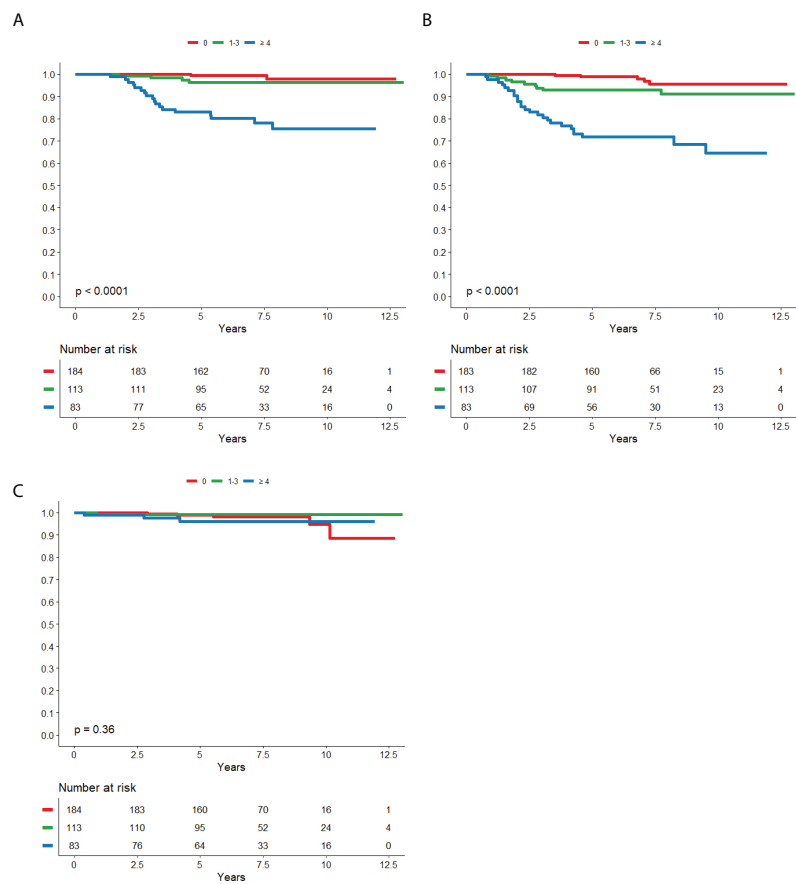 A
0 1-3 ≥ 4
1.0
0.9
0.8
0.7
0.6
0.5
0.4
0.3
0.2
0.1
0.0
p < 0.0001
0 2.5 5 7.5 10 12.5
Years
Number at risk
184 183 162 70 16 1
113 111 95 52 24 4
83 77 65 33 16 0
0 2.5 5 7.5 10 12.5
Years
B
0 1-3 ≥ 4
1.0
0.9
0.8
0.7
0.6
0.5
0.4
0.3
0.2
0.1
0.0
p < 0.0001
0 2.5 5 7.5 10 12.5
Years
Number at risk
183 182 160 66 15 1
113 107 91 51 23 4
83 69 56 30 13 0
0 2.5 5 7.5 10 12.5
Years
C
0 1-3 ≥ 4
1.0
0.9
0.8
0.7
0.6
0.5
0.4
0.3
0.2
0.1
0.0
p = 0.36
0 2.5 5 7.5 10 12.5
Years
Number at risk
184 183 160 70 16 1
113 110 95 52 24 4
83 76 64 33 16 0
0 2.5 5 7.5 10 12.5
Years